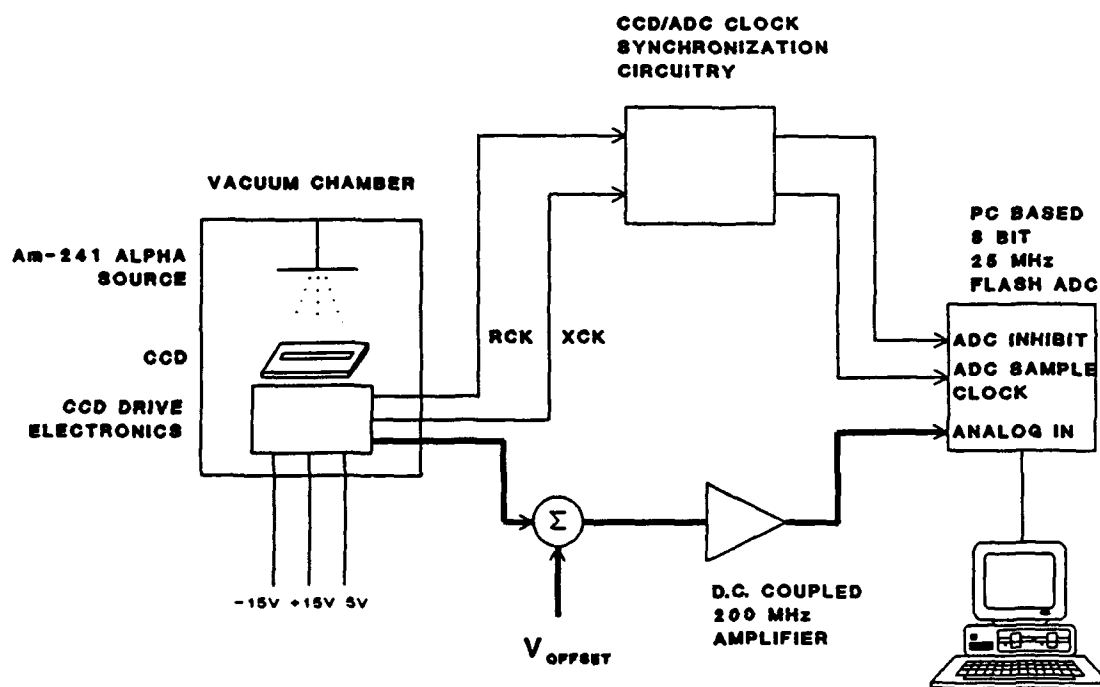 CCD/ADC CLOCK
SYNCHRONIZATION
CIRCUITRY
VACUUM CHAMBER
Am-241 ALPHA
SOURCE
CCD
CCD DRIVE
ELECTRONICS
RCK
XCK
PC BASED
8 BIT
25 MHz
FLASH ADC
ADC INHIBIT
ADC SAMPLE
CLOCK
ANALOG IN
Σ
-15V +15V 5V
V OFFSET
D.C. COUPLED
200 MHz
AMPLIFIER